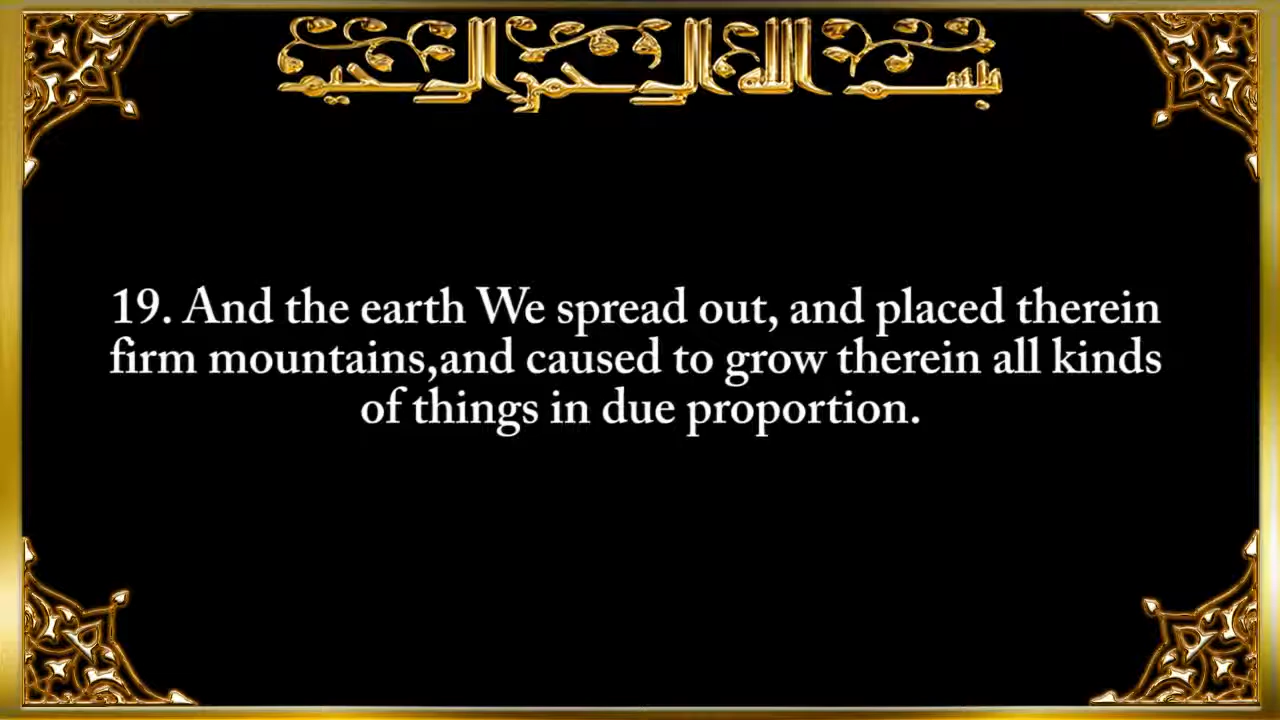 بسم الله الرحمن الرحيم
19. And the earth We spread out, and placed therein
firm mountains,and caused to grow therein all kinds
of things in due proportion.